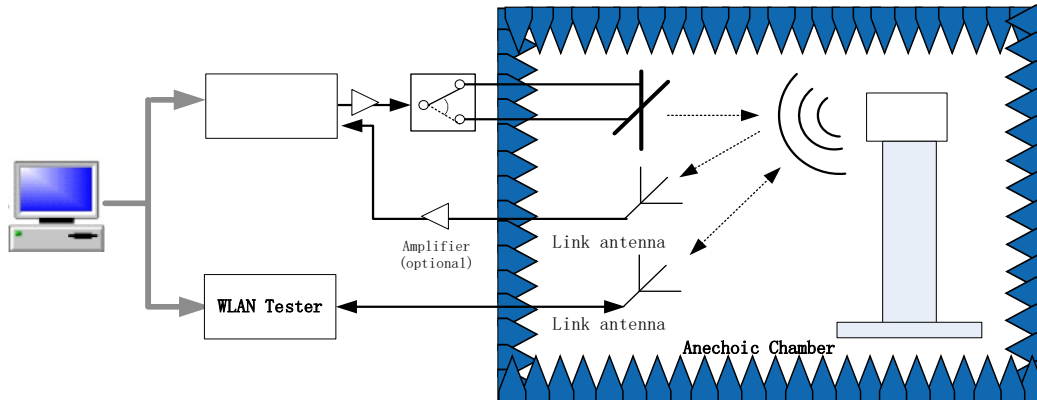 Amplifier
(optional)
Link antenna
WLAN Tester
Link antenna
Anechoic Chamber